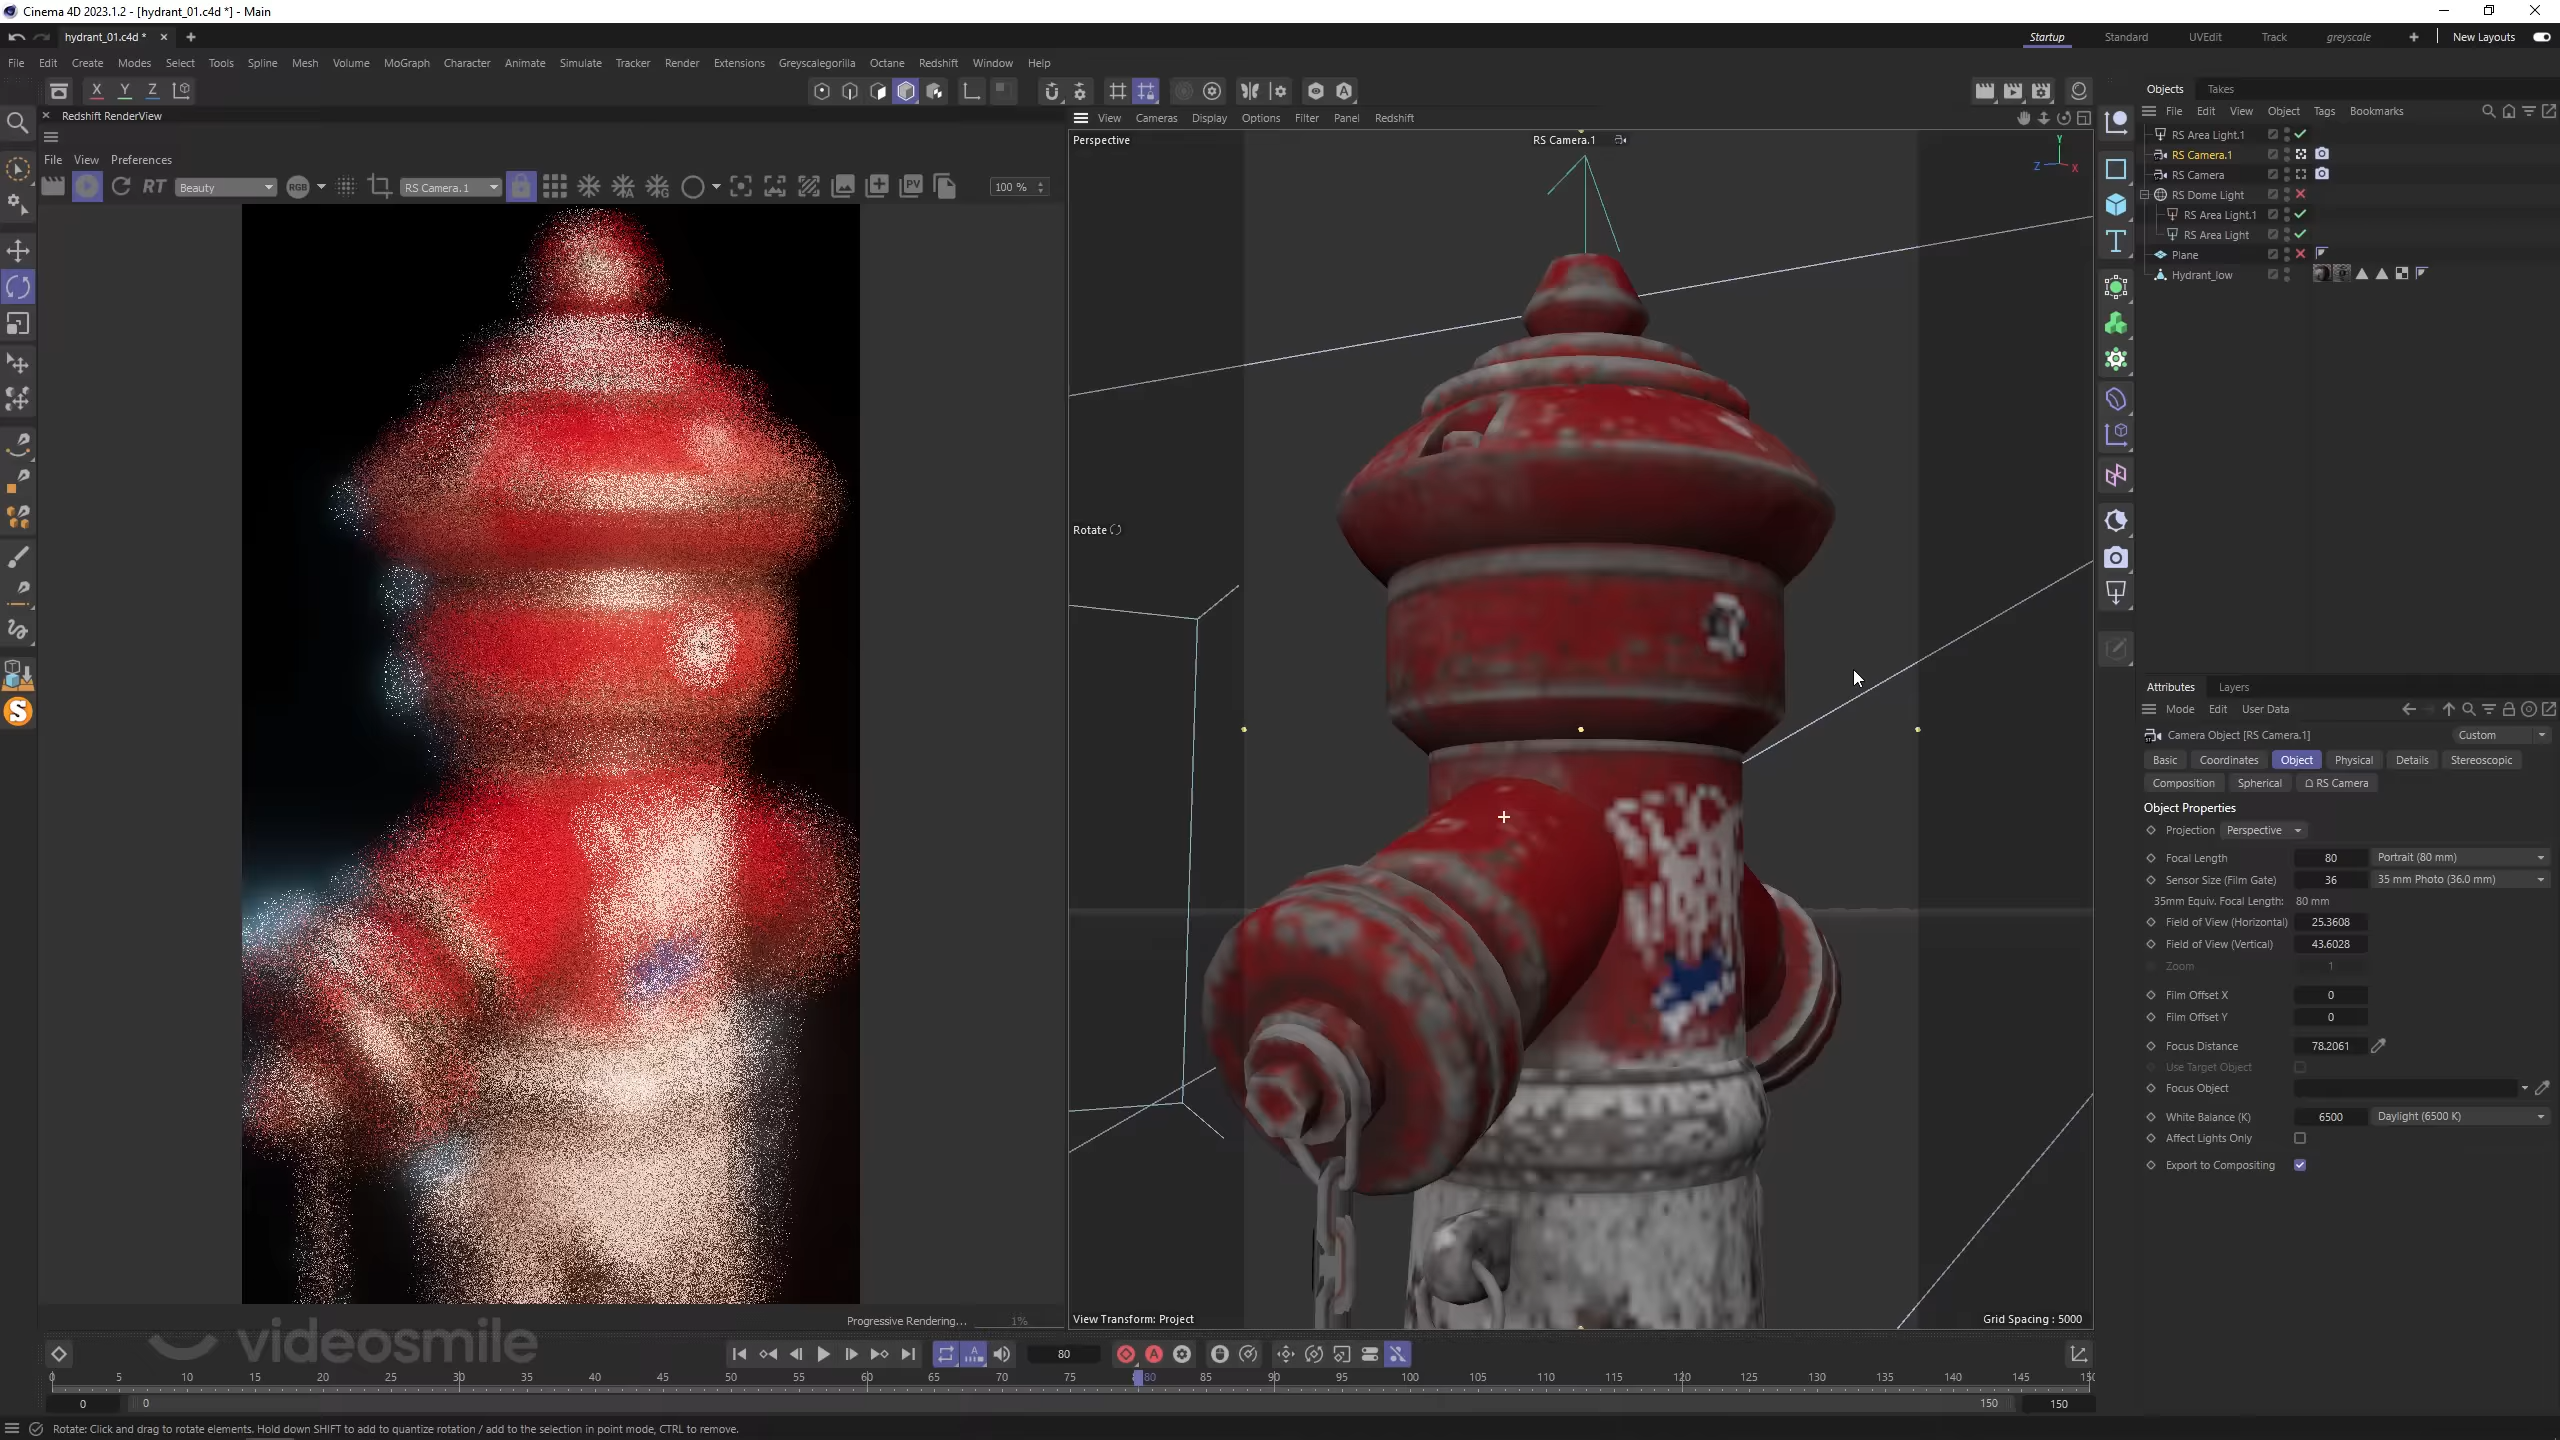 Cinema 4D 2023.1.2 - [hydrant_01.c4d *] - Main
hydrant_01.c4d *
Startup Standard UVEdit Track greyscale New Layouts
File Edit Create Modes Select Tools Spline Mesh Volume MoGraph Character Animate Simulate Tracker Render Extensions Greyscalegorilla Octane Redshift Window Help
X Y Z
Redshift RenderView
File View Preferences
RT Beauty RGB RS Camera.1 PV 100 %
View Cameras Display Options Filter Panel Redshift
Perspective
RS Camera.1
Y
Z X
Rotate
View Transform: Project
Grid Spacing : 5000
Progressive Rendering... 1%
Objects Takes
File Edit View Object Tags Bookmarks
RS Area Light.1
RS Camera.1
RS Camera
RS Dome Light
RS Area Light.1
RS Area Light
Plane
Hydrant_low
Attributes Layers
Mode Edit User Data
Camera Object [RS Camera.1] Custom
Basic Coordinates Object Physical Details Stereoscopic
Composition Spherical RS Camera
Object Properties
Projection Perspective
Focal Length 80 Portrait (80 mm)
Sensor Size (Film Gate) 36 35 mm Photo (36.0 mm)
35mm Equiv. Focal Length: 80 mm
Field of View (Horizontal) 25.3608
Field of View (Vertical) 43.6028
Zoom 1
Film Offset X 0
Film Offset Y 0
Focus Distance 78.2061
Use Target Object
Focus Object
White Balance (K) 6500 Daylight (6500 K)
Affect Lights Only
Export to Compositing
videosmile
80
0 5 10 15 20 25 30 35 40 45 50 55 60 65 70 75 80 85 90 95 100 105 110 115 120 125 130 135 140 145
0 0 150 150
Rotate: Click and drag to rotate elements. Hold down SHIFT to add to quantize rotation / add to the selection in point mode, CTRL to remove.